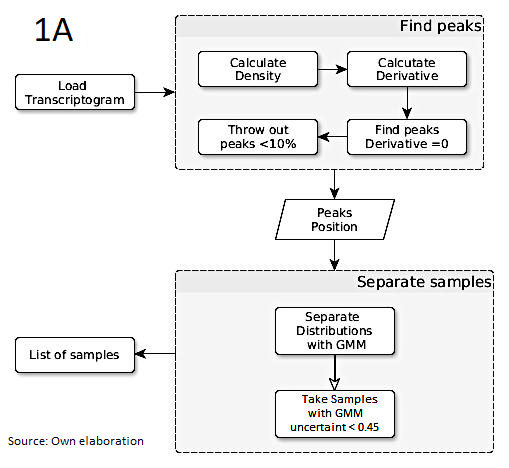 1A
Find peaks
Load
Transcriptogram
Calculate
Density
Calcutate
Derivative
Throw out
peaks <10%
Find peaks
Derivative =0
Peaks
Position
Separate samples
Separate
Distributions
with GMM
List of samples
Take Samples
with GMM
uncertaint < 0.45
Source: Own elaboration